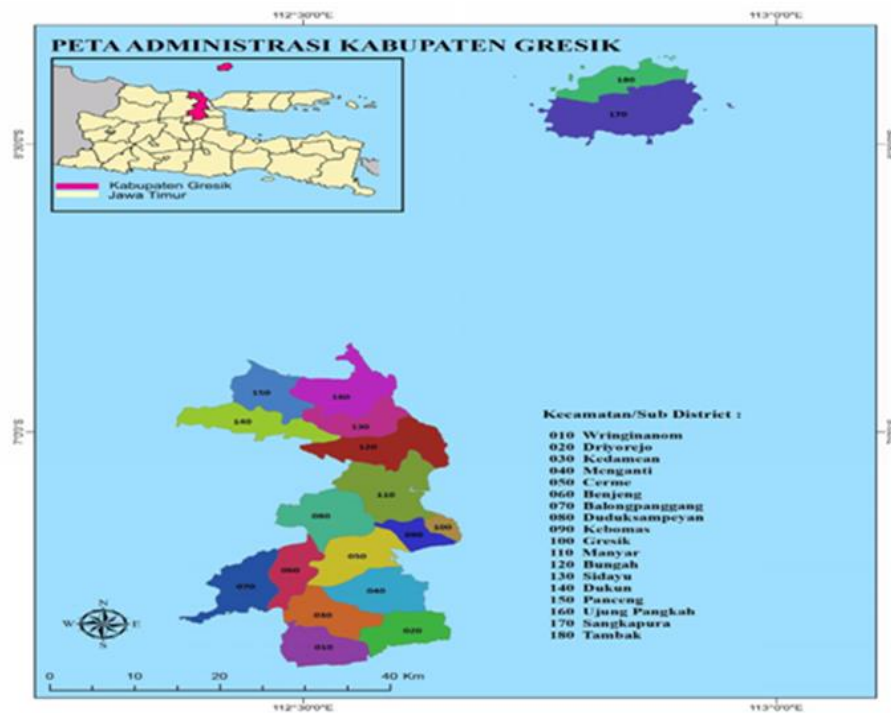 112°30'0"E 113°0'0"E
PETA ADMINISTRASI KABUPATEN GRESIK
Kabupaten Gresik
Jawa Timur
180
170
150
160
140
130
120
110
080
100
090
050
060
070
040
030
020
010
Kecamatan/Sub District :
010 Wringinanom
020 Driyorejo
030 Kedamean
040 Menganti
050 Cerme
060 Benjeng
070 Balongpanggang
080 Duduksampeyan
090 Kebomas
100 Gresik
110 Manyar
120 Bungah
130 Sidayu
140 Dukun
150 Panceng
160 Ujung Pangkah
170 Sangkapura
180 Tambak
N
W E
S
0 10 20 40 Km
112°30'0"E 113°0'0"E